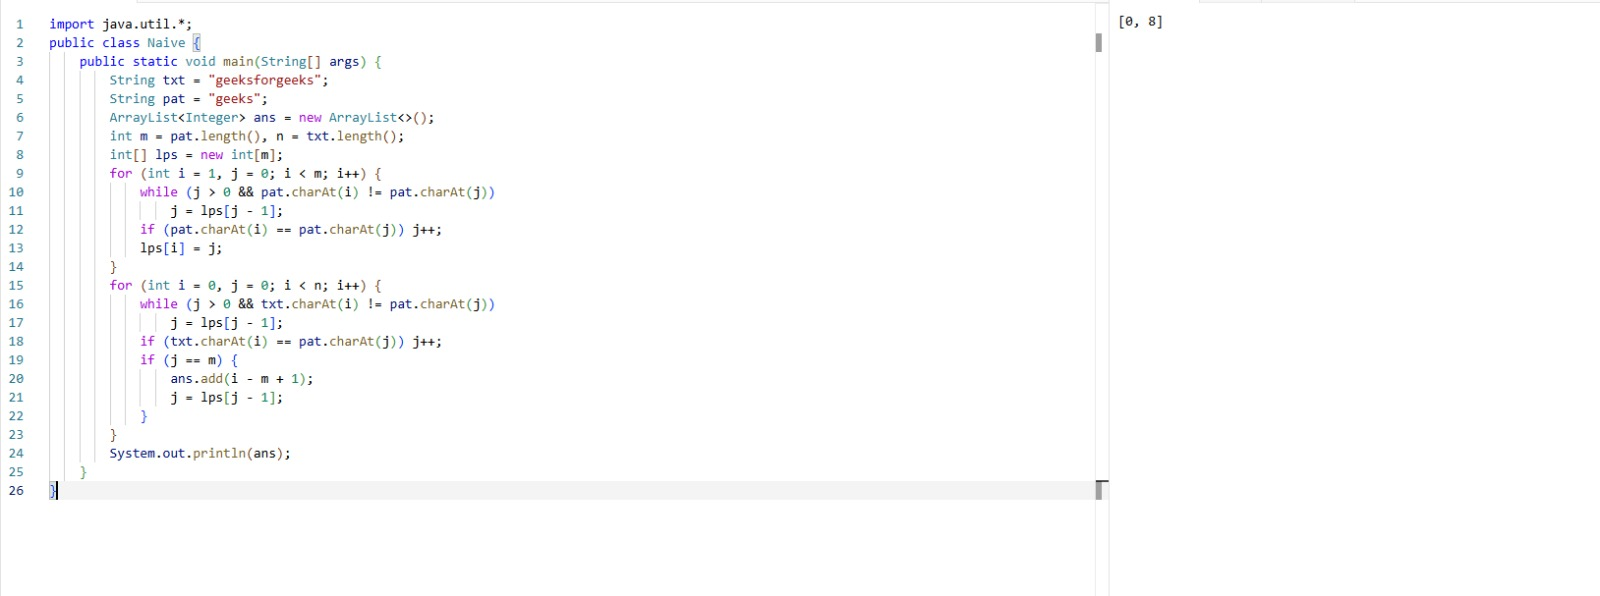 1 import java.util.*;
2 public class Naive {
3     public static void main(String[] args) {
4         String txt = "geeksforgeeks";
5         String pat = "geeks";
6         ArrayList<Integer> ans = new ArrayList<>();
7         int m = pat.length(), n = txt.length();
8         int[] lps = new int[m];
9         for (int i = 1, j = 0; i < m; i++) {
10             while (j > 0 && pat.charAt(i) != pat.charAt(j))
11                 j = lps[j - 1];
12             if (pat.charAt(i) == pat.charAt(j)) j++;
13             lps[i] = j;
14         }
15         for (int i = 0, j = 0; i < n; i++) {
16             while (j > 0 && txt.charAt(i) != pat.charAt(j))
17                 j = lps[j - 1];
18             if (txt.charAt(i) == pat.charAt(j)) j++;
19             if (j == m) {
20                 ans.add(i - m + 1);
21                 j = lps[j - 1];
22             }
23         }
24         System.out.println(ans);
25     }
26 }
[0, 8]